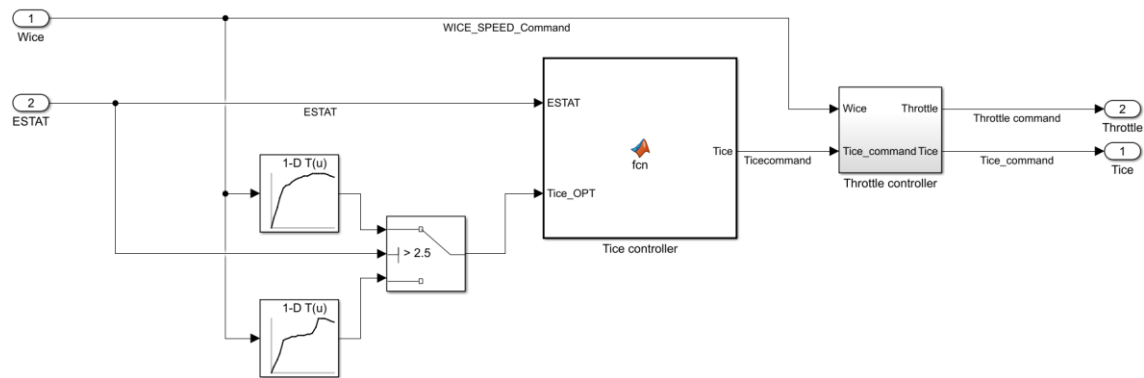 1
Wice
WICE_SPEED_Command
2
ESTAT
ESTAT
ESTAT
Tice_OPT
fcn
Tice
Tice controller
Ticecommand
Wice
Tice_command
Throttle
Tice
Throttle controller
Throttle command
2
Throttle
Tice_command
1
Tice
1-D T(u)
> 2.5
1-D T(u)